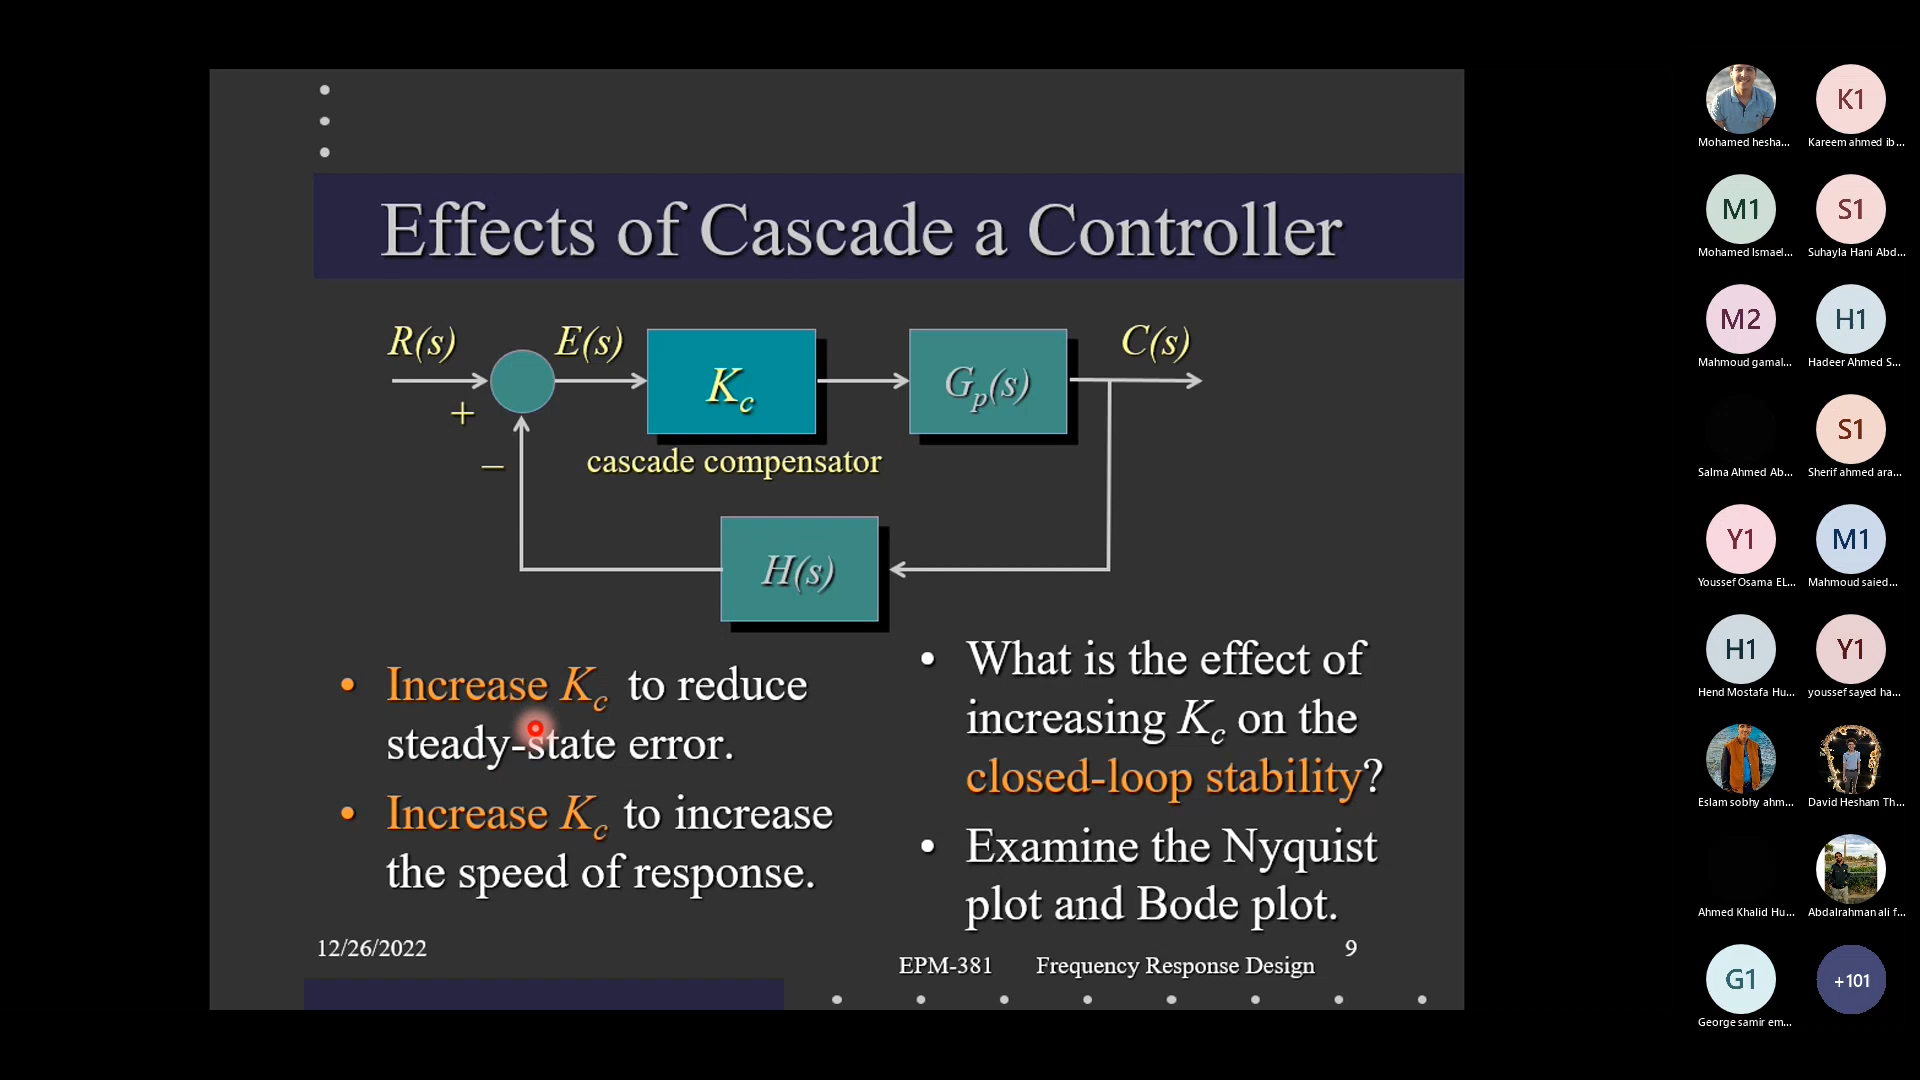 Effects of Cascade a Controller
R(s)
E(s)
C(s)
+
–
K_c
G_p(s)
cascade compensator
H(s)
• Increase K_c to reduce
steady-state error.
• Increase K_c to increase
the speed of response.
• What is the effect of
increasing K_c on the
closed-loop stability?
• Examine the Nyquist
plot and Bode plot.
12/26/2022
EPM-381 Frequency Response Design
9
Mohamed hesha...
K1
Kareem ahmed ib...
M1
Mohamed Ismael...
S1
Suhayla Hani Abd...
M2
Mahmoud gamal...
H1
Hadeer Ahmed S...
Salma Ahmed Ab...
S1
Sherif ahmed ara...
Y1
Youssef Osama EL...
M1
Mahmoud saied...
H1
Hend Mostafa Hu...
Y1
youssef sayed ha...
Eslam sobhy ahm...
David Hesham Th...
Ahmed Khalid Hu...
Abdalrahman ali f...
G1
George samir em...
+101